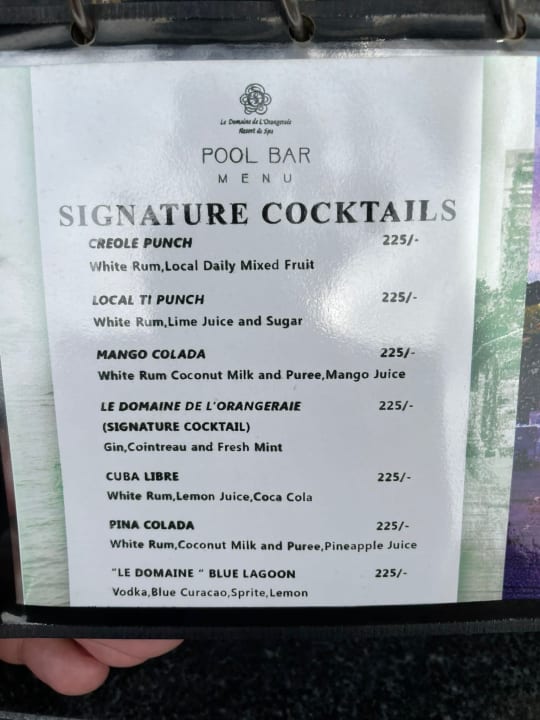 Le Domaine de L'Orangeraie
Resort & Spa
POOL BAR
MENU
SIGNATURE COCKTAILS
CREOLE PUNCH 225/-
White Rum,Local Daily Mixed Fruit
LOCAL TI PUNCH 225/-
White Rum,Lime Juice and Sugar
MANGO COLADA 225/-
White Rum Coconut Milk and Puree,Mango Juice
LE DOMAINE DE L'ORANGERAIE 225/-
(SIGNATURE COCKTAIL)
Gin,Cointreau and Fresh Mint
CUBA LIBRE 225/-
White Rum,Lemon Juice,Coca Cola
PINA COLADA 225/-
White Rum,Coconut Milk and Puree,Pineapple Juice
"LE DOMAINE " BLUE LAGOON 225/-
Vodka,Blue Curacao,Sprite,Lemon